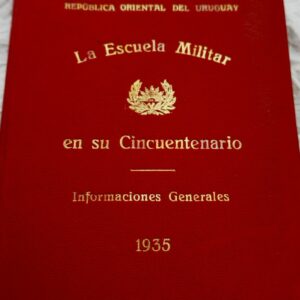 REPÚBLICA ORIENTAL DEL URUGUAY
La Escuela Militar
en su Cincuentenario
Informaciones Generales
1935